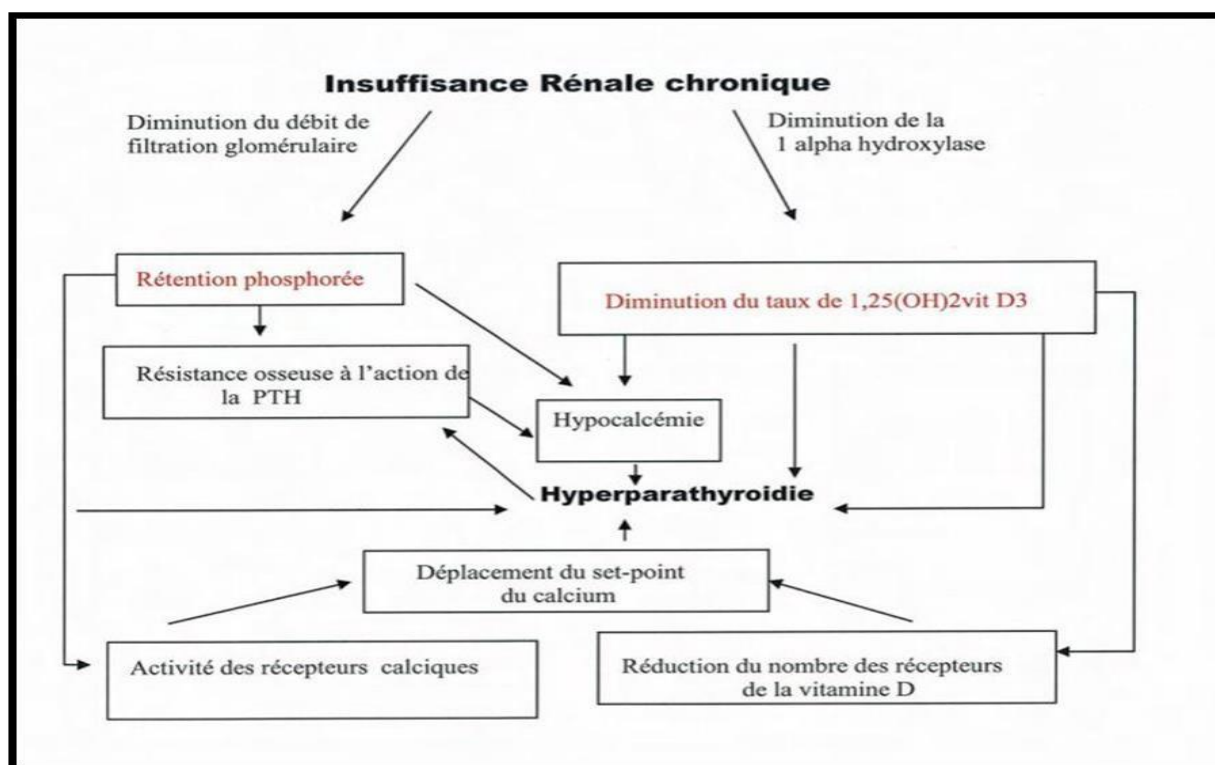 Insuffisance Rénale chronique
Diminution du débit de
filtration glomérulaire
Diminution de la
1 alpha hydroxylase
Rétention phosphorée
Diminution du taux de 1,25(OH)2vit D3
Résistance osseuse à l'action de
la PTH
Hypocalcémie
Hyperparathyroidie
Déplacement du set-point
du calcium
Activité des récepteurs calciques
Réduction du nombre des récepteurs
de la vitamine D